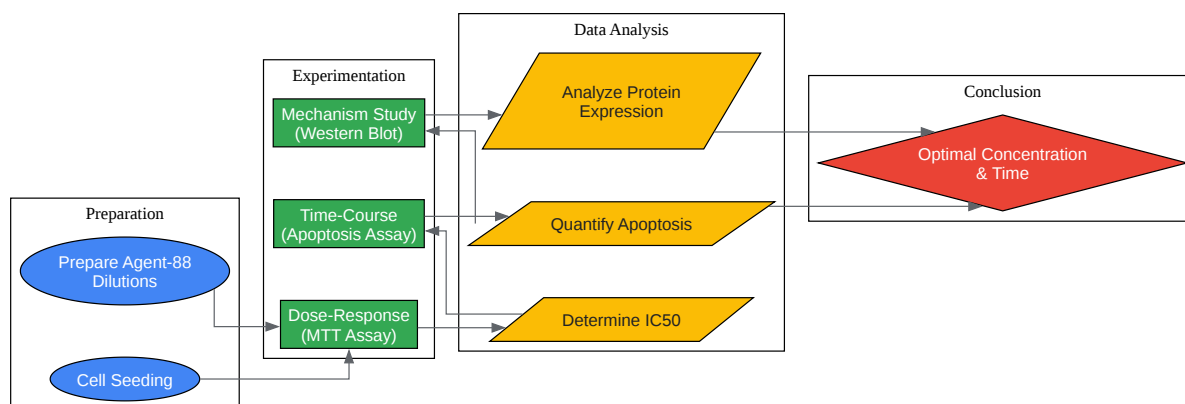 Preparation
Prepare Agent-88
Dilutions
Cell Seeding
Experimentation
Mechanism Study
(Western Blot)
Time-Course
(Apoptosis Assay)
Dose-Response
(MTT Assay)
Data Analysis
Analyze Protein
Expression
Quantify Apoptosis
Determine IC50
Conclusion
Optimal Concentration
& Time